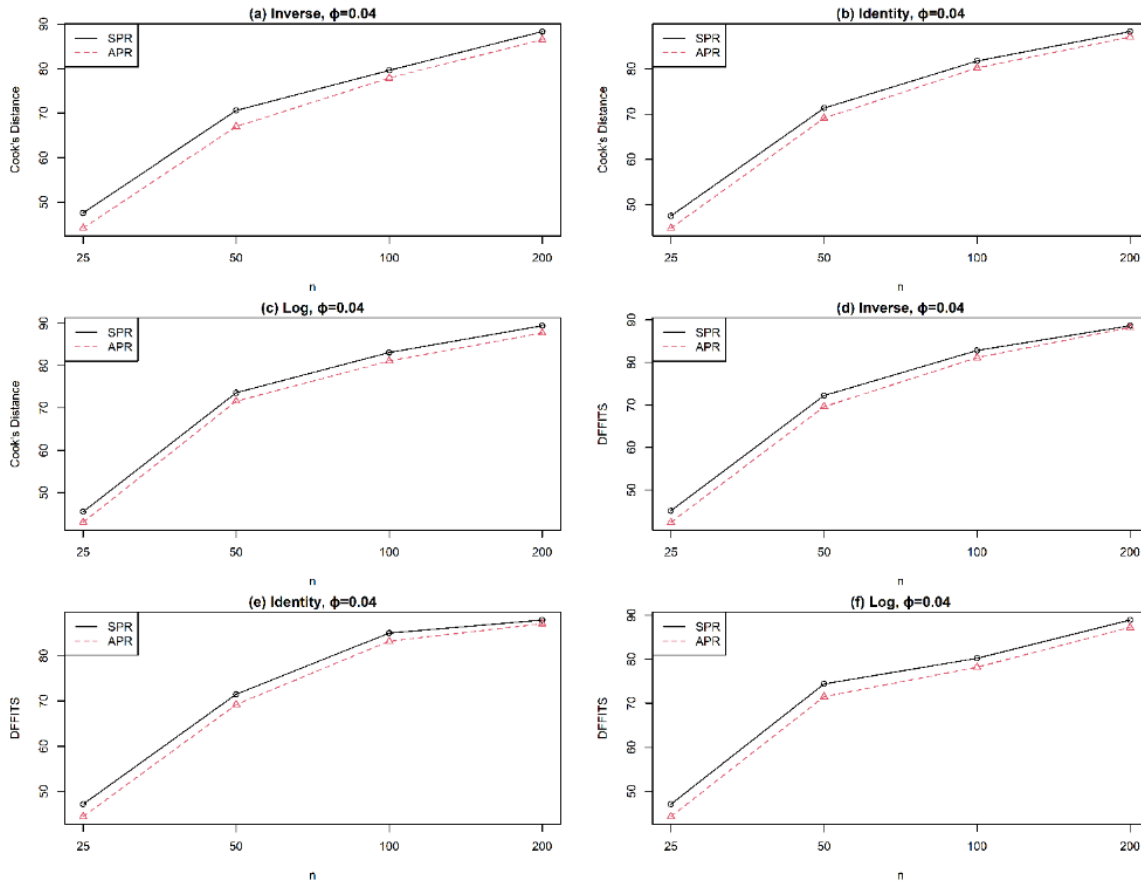 (a) Inverse, ϕ=0.04
SPR
APR
Cook's Distance
90
80
70
60
50
25 50 100 200
n
(b) Identity, ϕ=0.04
SPR
APR
Cook's Distance
90
80
70
60
50
25 50 100 200
n
(c) Log, ϕ=0.04
SPR
APR
Cook's Distance
90
80
70
60
50
25 50 100 200
n
(d) Inverse, ϕ=0.04
SPR
APR
DFFITS
90
80
70
60
50
25 50 100 200
n
(e) Identity, ϕ=0.04
SPR
APR
DFFITS
80
70
60
50
25 50 100 200
n
(f) Log, ϕ=0.04
SPR
APR
DFFITS
90
80
70
60
50
25 50 100 200
n